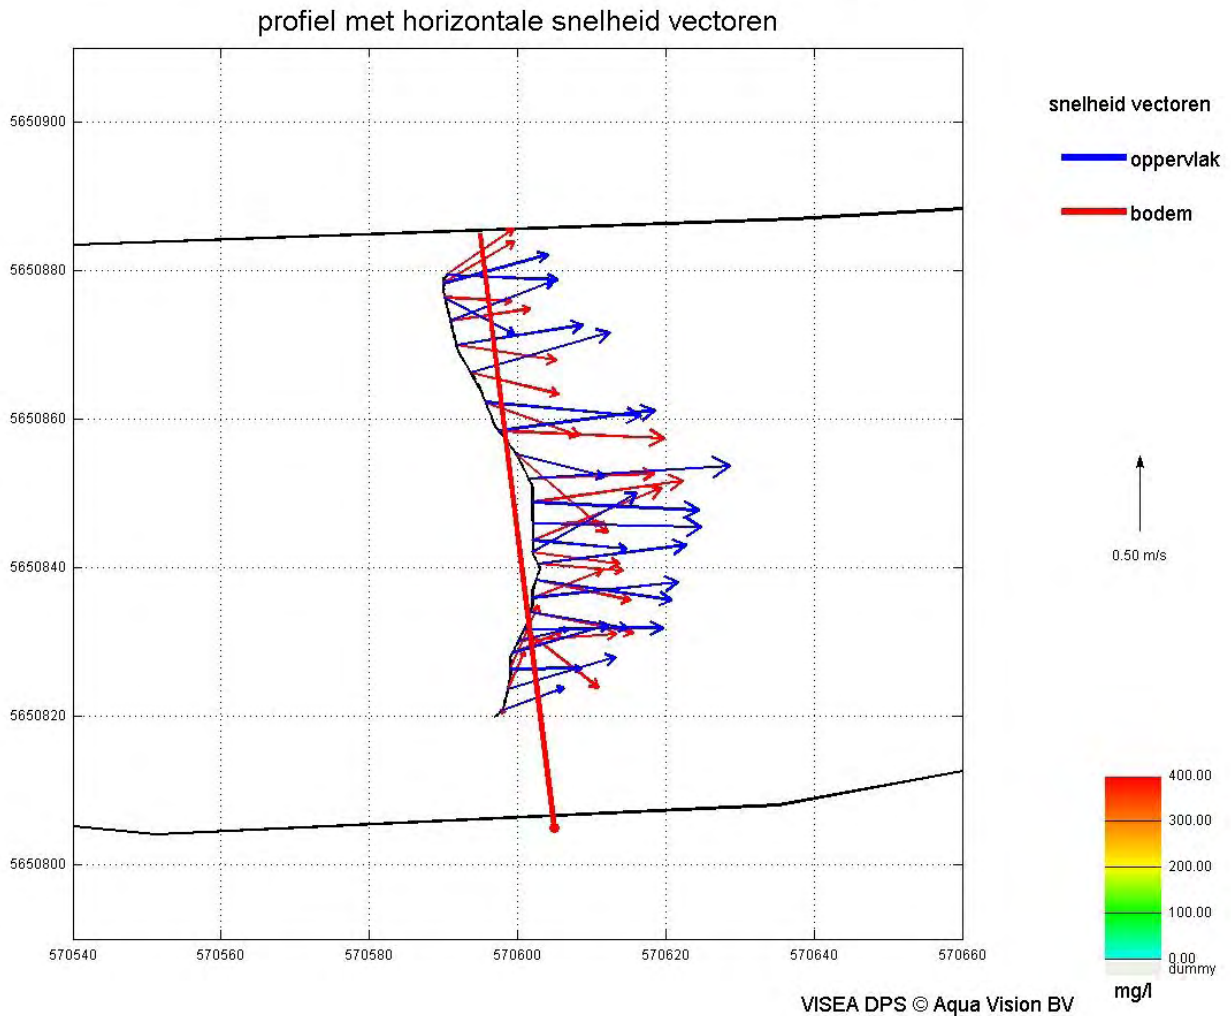 profiel met horizontale snelheid vectoren
snelheid vectoren
oppervlak
bodem
5650900
5650880
5650860
5650840
5650820
5650800
570540
570560
570580
570600
570620
570640
570660
0.50 m/s
400.00
300.00
200.00
100.00
0.00
dummy
mg/l
VISEA DPS © Aqua Vision BV